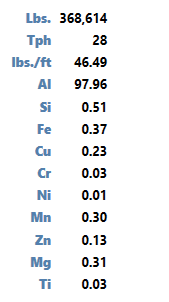 Lbs. 368,614
Tph 28
lbs./ft 46.49
Al 97.96
Si 0.51
Fe 0.37
Cu 0.23
Cr 0.03
Ni 0.01
Mn 0.30
Zn 0.13
Mg 0.31
Ti 0.03